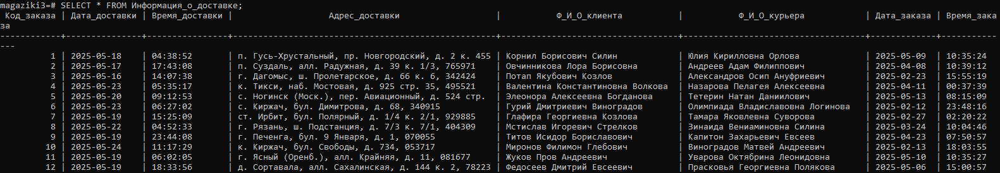 magaziki3=# SELECT * FROM Информация_о_доставке;
Код_заказа | Дата_доставки | Время_доставки | Адрес_доставки | Ф_И_О_клиента | Ф_И_О_курьера | Дата_заказа | Время_зака
за
------------+---------------+----------------+----------------------------------------------------+-----------------------------------+------------------------------------+-------------+-----------
---
1 | 2025-05-18 | 04:38:52 | п. Гусь-Хрустальный, пр. Новгородский, д. 2 к. 455 | Корнил Борисович Силин | Юлия Кирилловна Орлова | 2025-05-09 | 10:35:24
2 | 2025-05-17 | 17:43:08 | п. Суздаль, алл. Радужная, д. 39 к. 1/3, 765971 | Овчинникова Лора Борисовна | Андреев Адам Филиппович | 2025-04-08 | 10:39:12
3 | 2025-05-16 | 14:07:38 | г. Дагомыс, ш. Пролетарское, д. 66 к. 6, 342424 | Потап Якубович Козлов | Александров Осип Ануфриевич | 2025-02-23 | 15:55:19
4 | 2025-05-23 | 05:35:17 | к. Тикси, наб. Мостовая, д. 925 стр. 35, 495521 | Валентина Константиновна Волкова | Назарова Пелагея Алексеевна | 2025-04-11 | 00:37:39
5 | 2025-05-20 | 09:12:53 | с. Ногинск (Моск.), пер. Авиационный, д. 524 стр. | Элеонора Алексеевна Богданова | Тетерин Натан Даниилович | 2025-05-13 | 08:15:09
6 | 2025-05-23 | 06:27:02 | с. Киржач, бул. Димитрова, д. 68, 340915 | Гурий Дмитриевич Виноградов | Олимпиада Владиславовна Логинова | 2025-02-12 | 23:48:16
7 | 2025-05-19 | 15:25:09 | ст. Ирбит, бул. Полярный, д. 1/4 к. 2/1, 929885 | Глафира Георгиевна Козлова | Тамара Яковлевна Суворова | 2025-02-27 | 02:20:22
8 | 2025-05-22 | 04:52:33 | г. Рязань, ш. Подстанция, д. 7/3 к. 7/1, 404309 | Мстислав Игоревич Стрелков | Зинаида Вениаминовна Силина | 2025-03-24 | 10:04:46
9 | 2025-05-19 | 23:44:08 | г. Печенга, бул. 9 Января, д. 1, 070055 | Титов Исидор Бориславович | Капитон Захарьевич Евсеев | 2025-04-23 | 07:50:57
10 | 2025-05-24 | 11:17:29 | к. Киржач, бул. Свободы, д. 734, 053717 | Миронов Филимон Глебович | Виноградов Матвей Андреевич | 2025-02-13 | 18:03:55
11 | 2025-05-19 | 06:02:05 | г. Ясный (Оренб.), алл. Крайняя, д. 11, 081677 | Жуков Пров Андреевич | Уварова Октябрина Леонидовна | 2025-05-10 | 10:35:27
12 | 2025-05-19 | 18:33:56 | д. Сортавала, алл. Сахалинская, д. 144 к. 2, 78223 | Федосеев Дмитрий Евсеевич | Прасковья Георгиевна Полякова | 2025-05-06 | 15:00:57